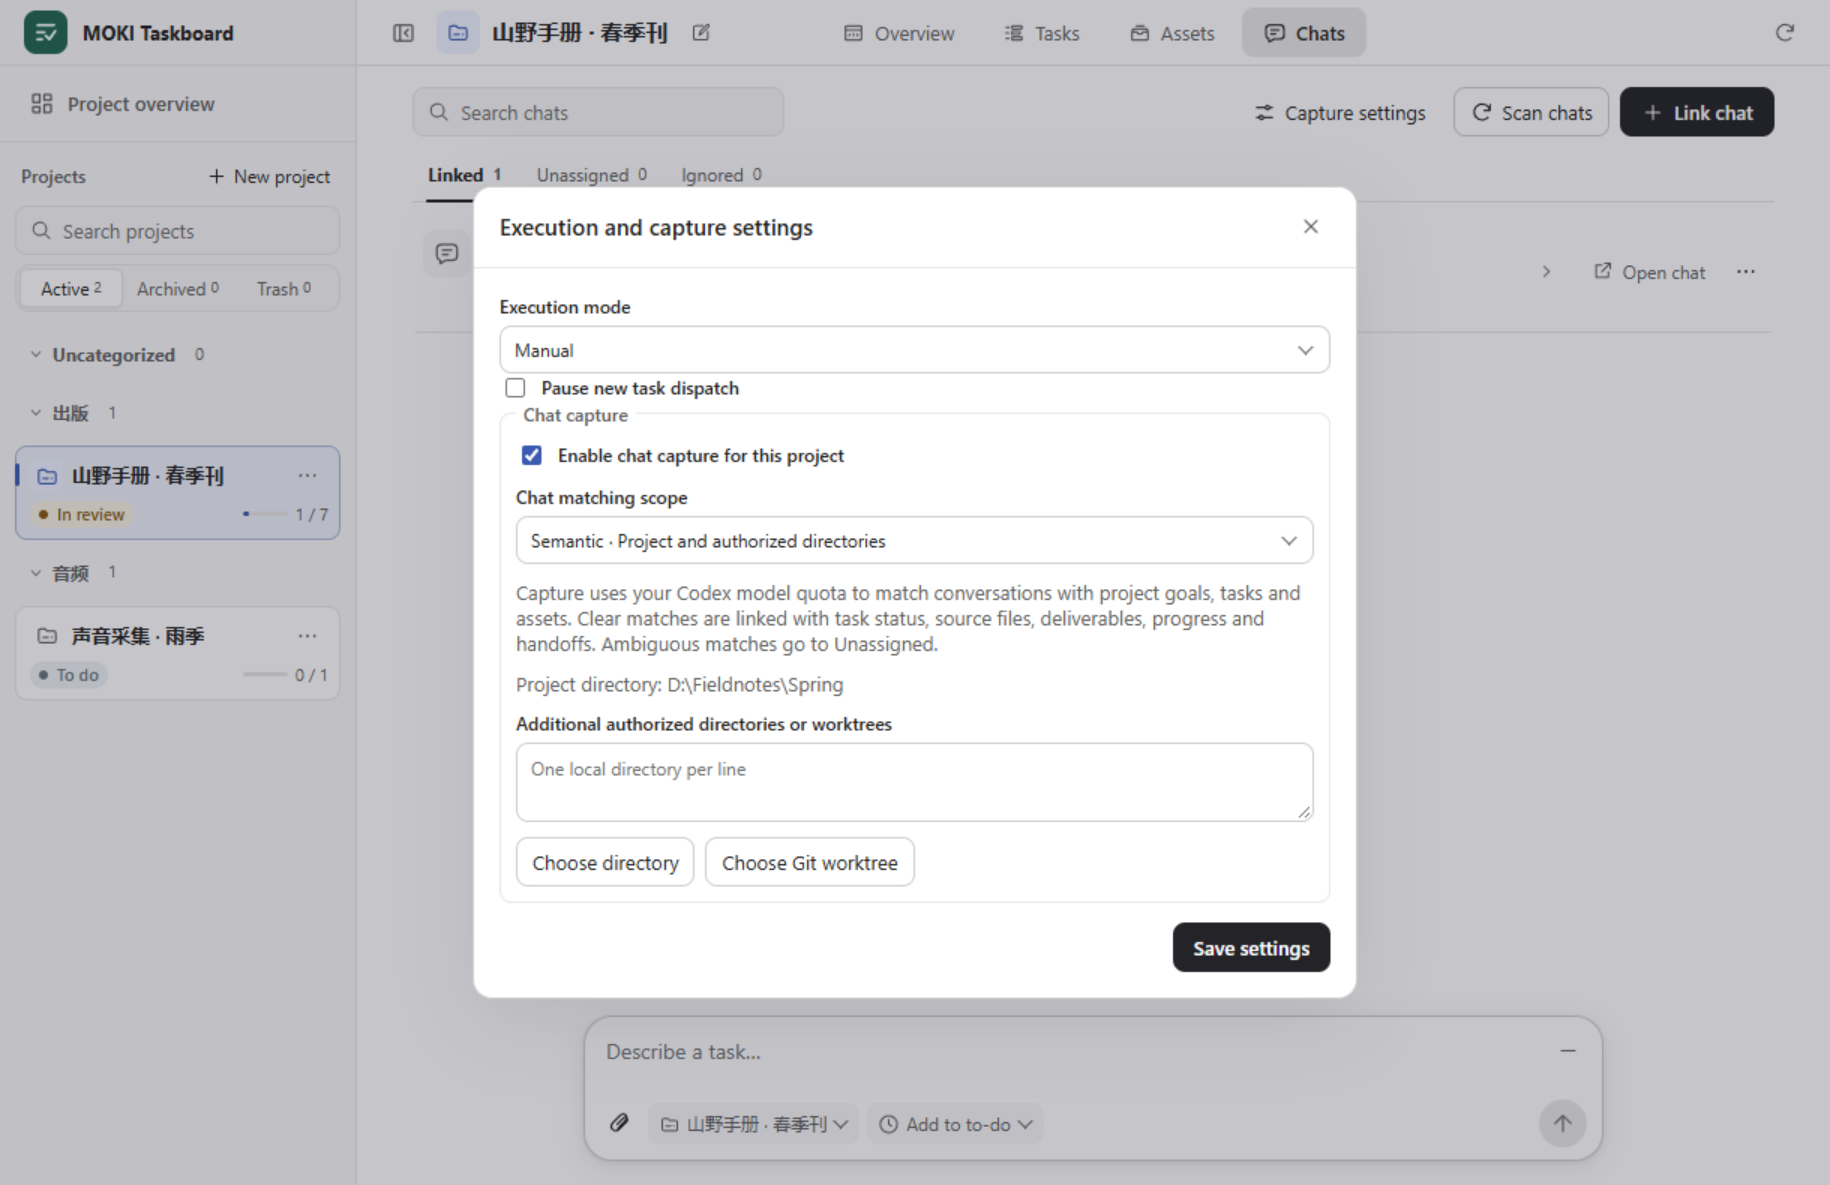 MOKI Taskboard
山野手册 · 春季刊
Overview
Tasks
Assets
Chats
Project overview
Search chats
Capture settings
Scan chats
+ Link chat
Projects
+ New project
Linked 1
Unassigned 0
Ignored 0
Search projects
Active 2
Archived 0
Trash 0
Uncategorized 0
出版 1
山野手册 · 春季刊 ...
In review
1 / 7
音频 1
声音采集 · 雨季 ...
To do
0 / 1
Open chat ...
Execution and capture settings
Execution mode
Manual
Pause new task dispatch
Chat capture
Enable chat capture for this project
Chat matching scope
Semantic · Project and authorized directories
Capture uses your Codex model quota to match conversations with project goals, tasks and
assets. Clear matches are linked with task status, source files, deliverables, progress and
handoffs. Ambiguous matches go to Unassigned.
Project directory: D:\Fieldnotes\Spring
Additional authorized directories or worktrees
One local directory per line
Choose directory
Choose Git worktree
Save settings
Describe a task...
山野手册 · 春季刊
Add to to-do